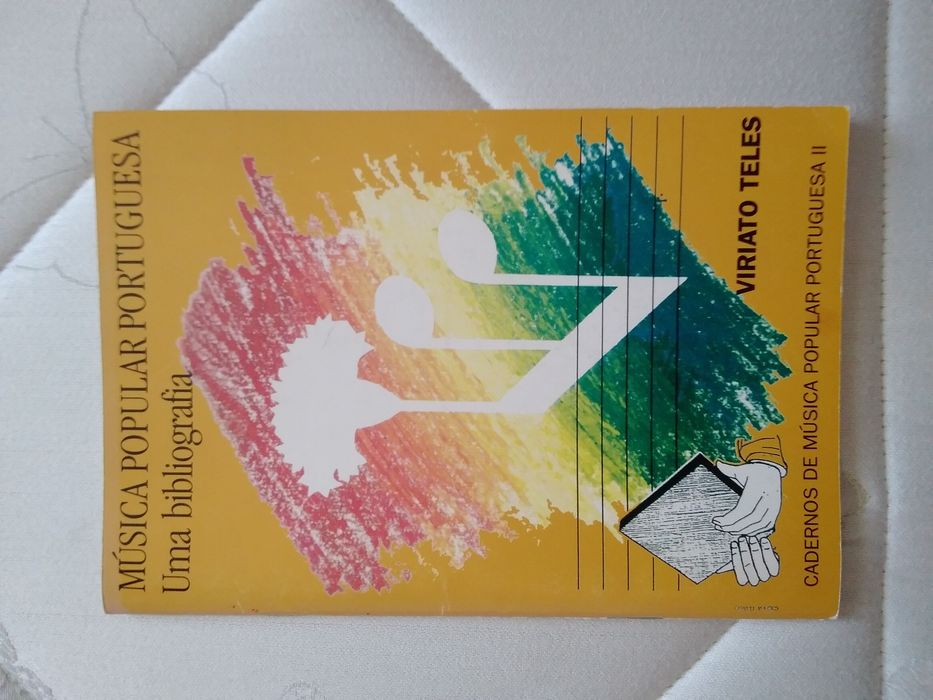 MÚSICA POPULAR PORTUGUESA
Uma bibliografia
VIRIATO TELES
CADERNOS DE MÚSICA POPULAR PORTUGUESA II